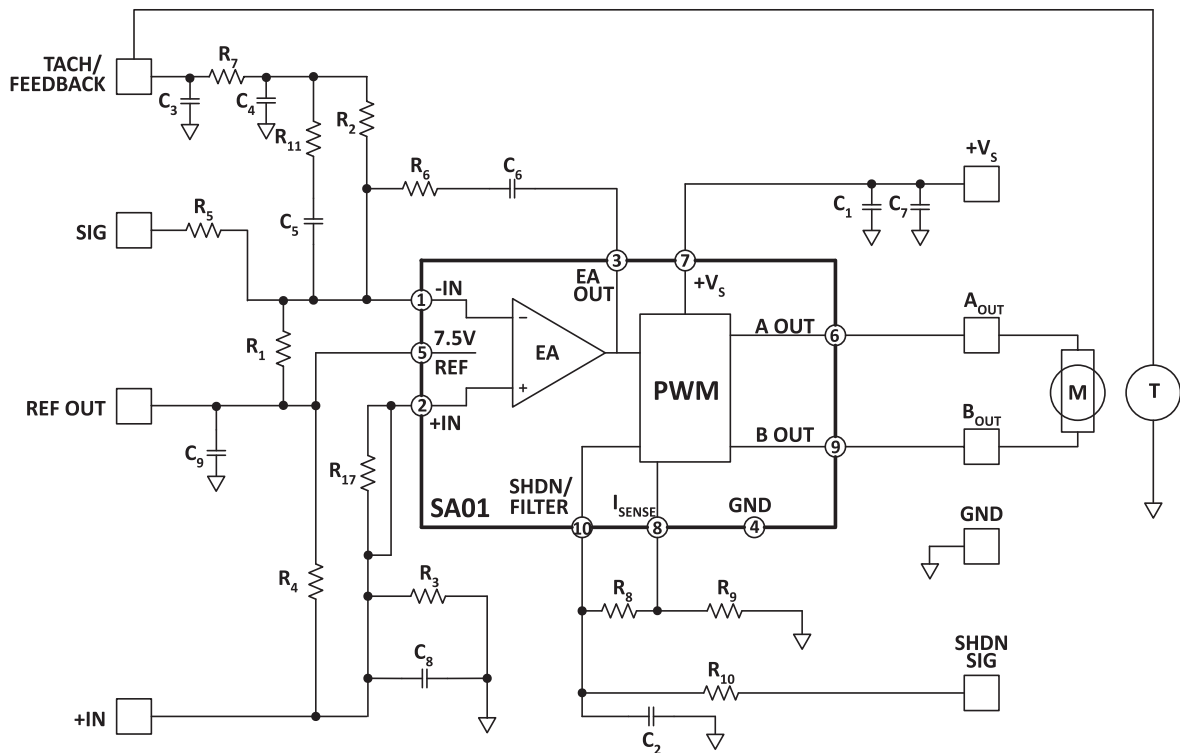 TACH/
FEEDBACK
R7
C3
C4
R11
R2
R6
C6
+VS
C1
C7
SIG
R5
C5
3
7
EA
OUT
+VS
1
-IN
AOUT
A OUT
6
R1
5
7.5V
REF
EA
PWM
M
T
REF OUT
2
+IN
BOUT
B OUT
9
C9
R17
SHDN/
FILTER
ISENSE
GND
SA01
10
8
4
GND
R4
R3
R8
R9
C8
SHDN
SIG
R10
+IN
C2